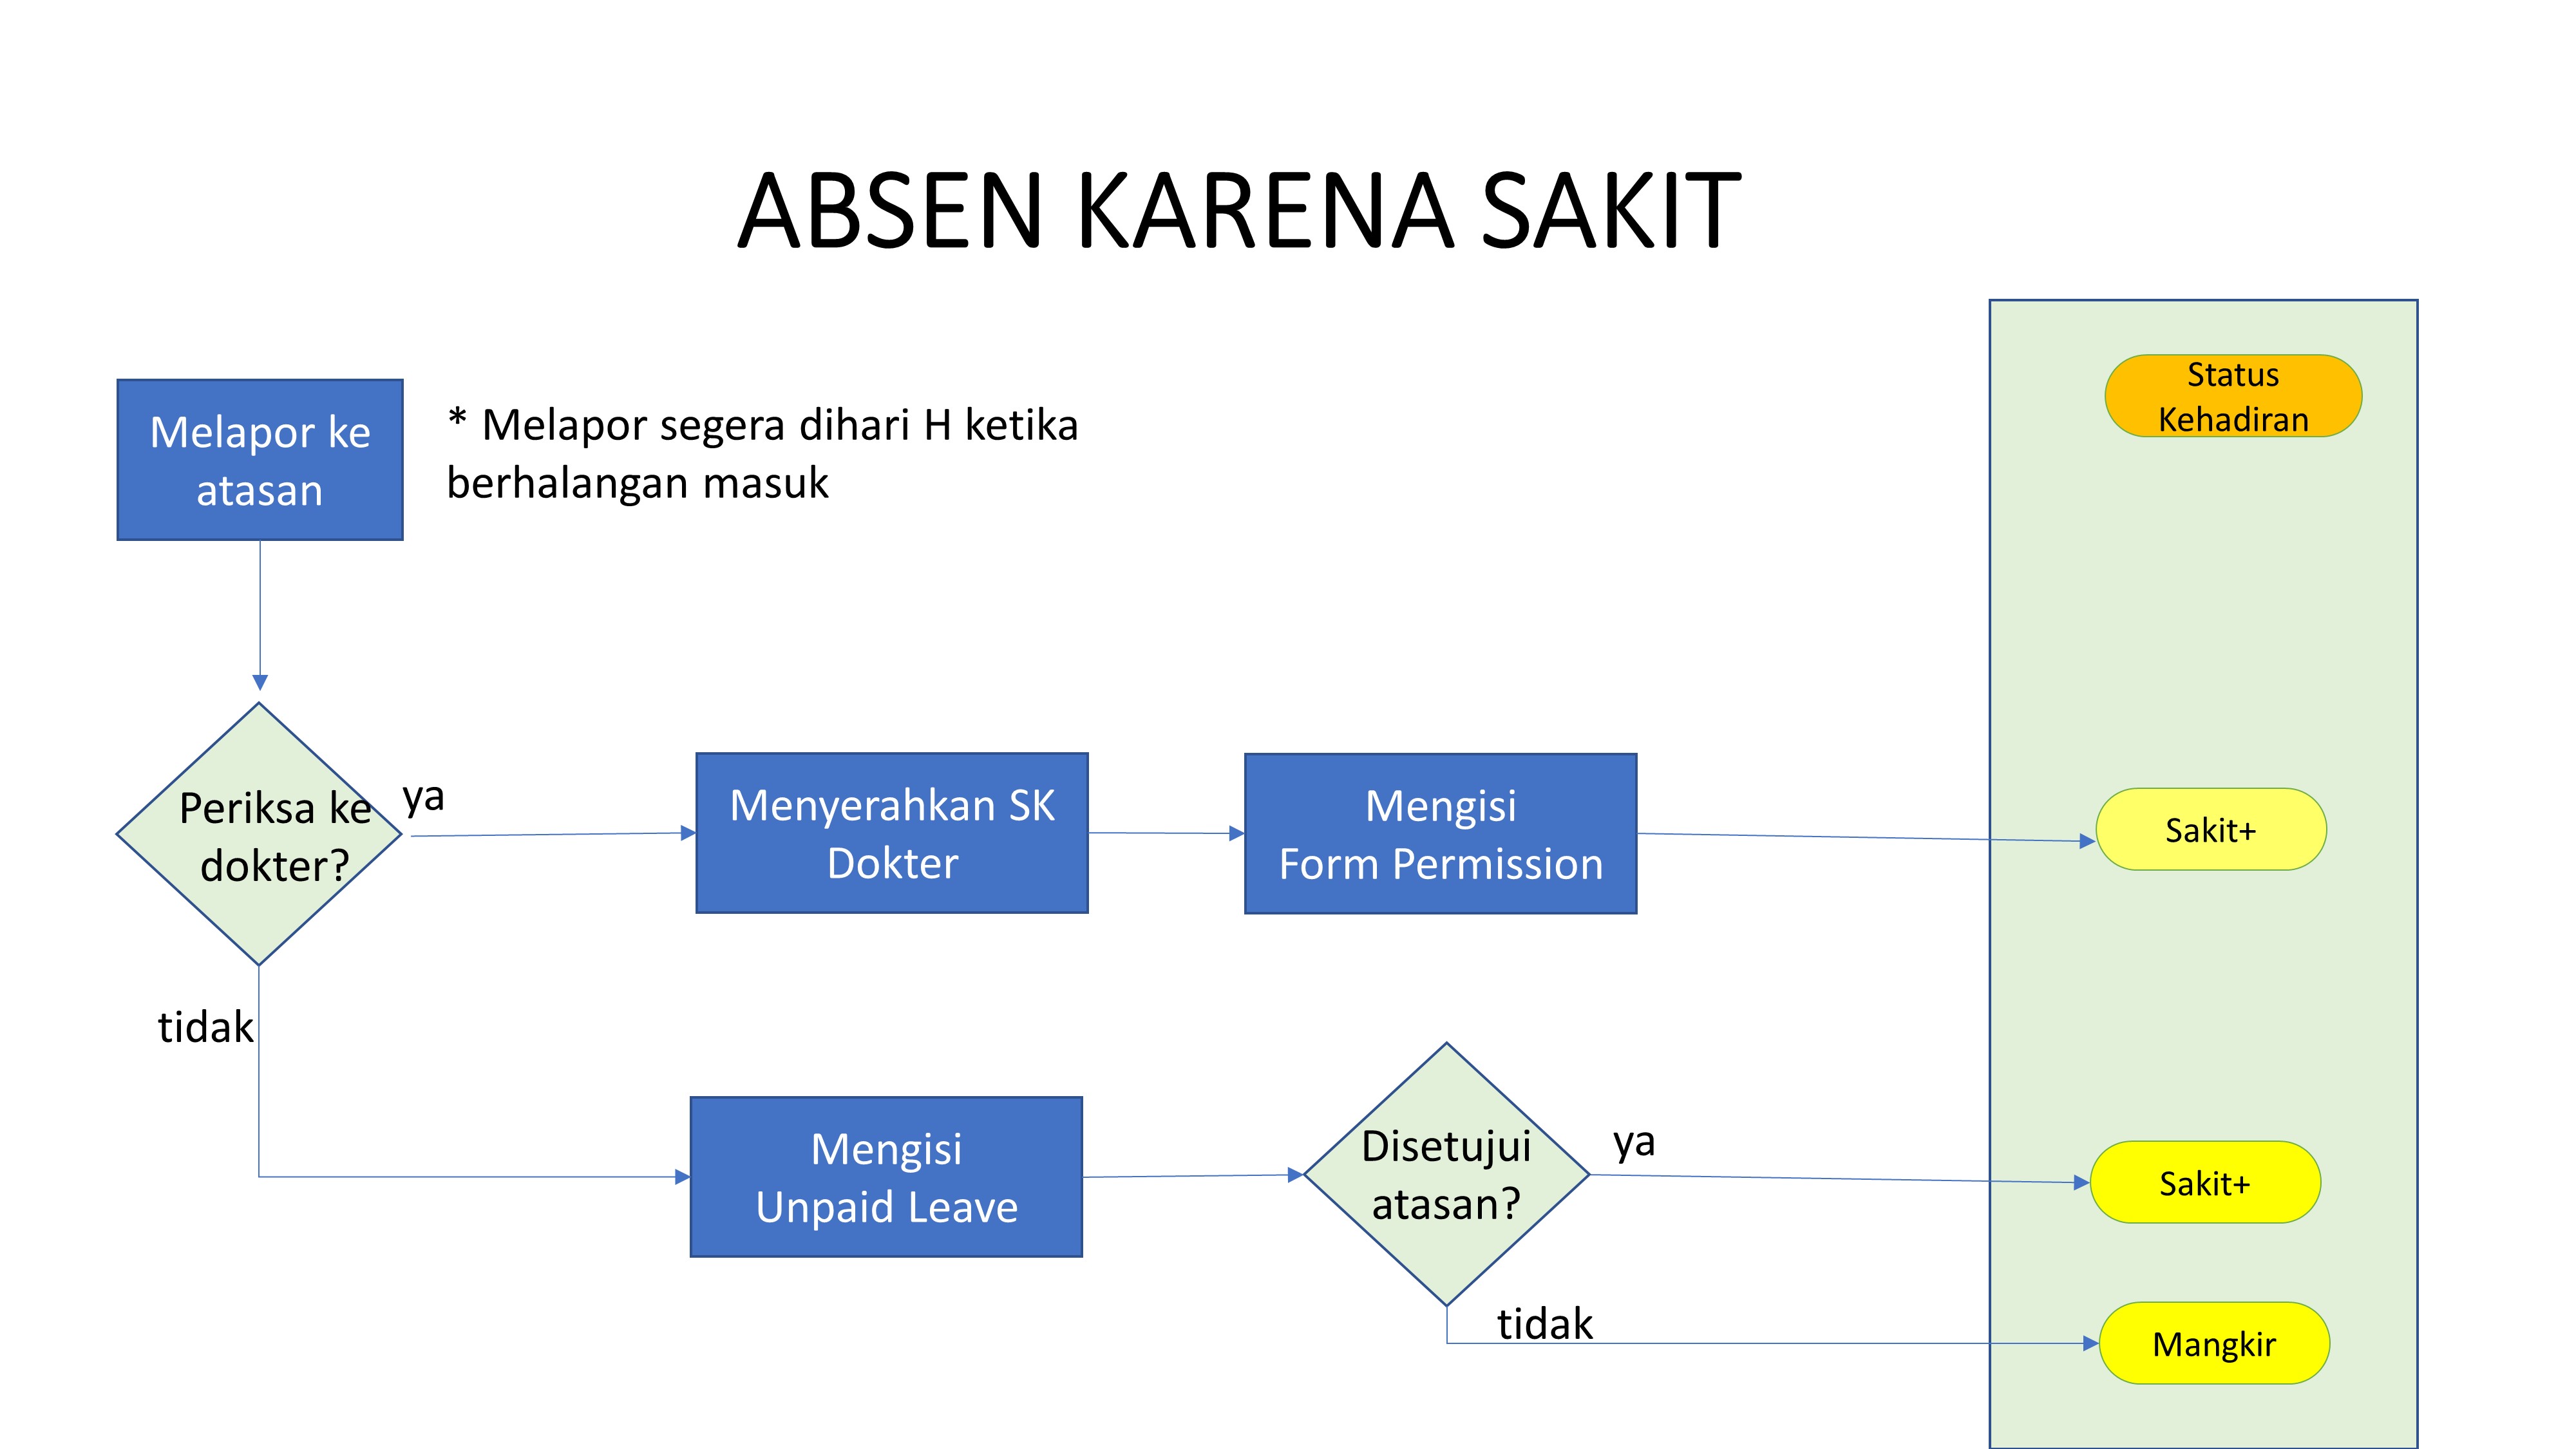 ABSEN KARENA SAKIT
Status
Kehadiran
Melapor ke
atasan
* Melapor segera dihari H ketika
berhalangan masuk
Periksa ke
dokter?
ya
Menyerahkan SK
Dokter
Mengisi
Form Permission
Sakit+
tidak
Mengisi
Unpaid Leave
Disetujui
atasan?
ya
Sakit+
tidak
Mangkir